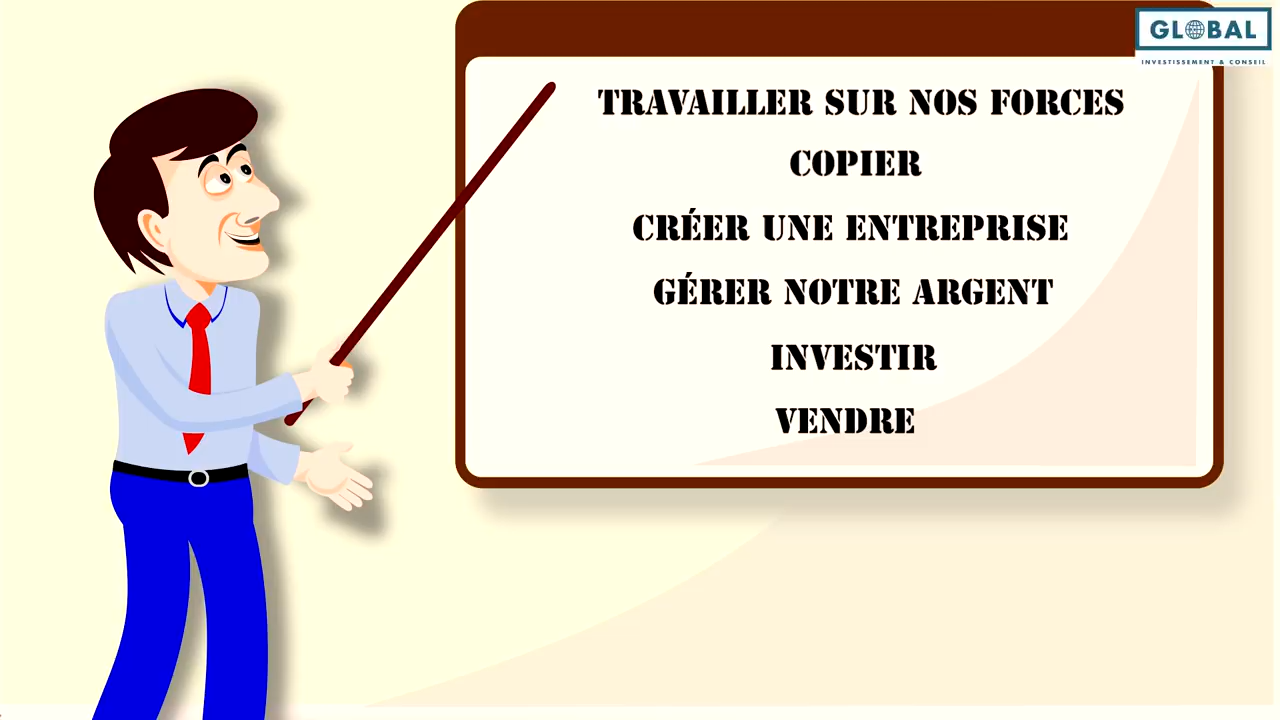 GLOBAL
INVESTISSEMENT & CONSEIL
TRAVAILLER SUR NOS FORCES
COPIER
CRÉER UNE ENTREPRISE
GÉRER NOTRE ARGENT
INVESTIR
VENDRE